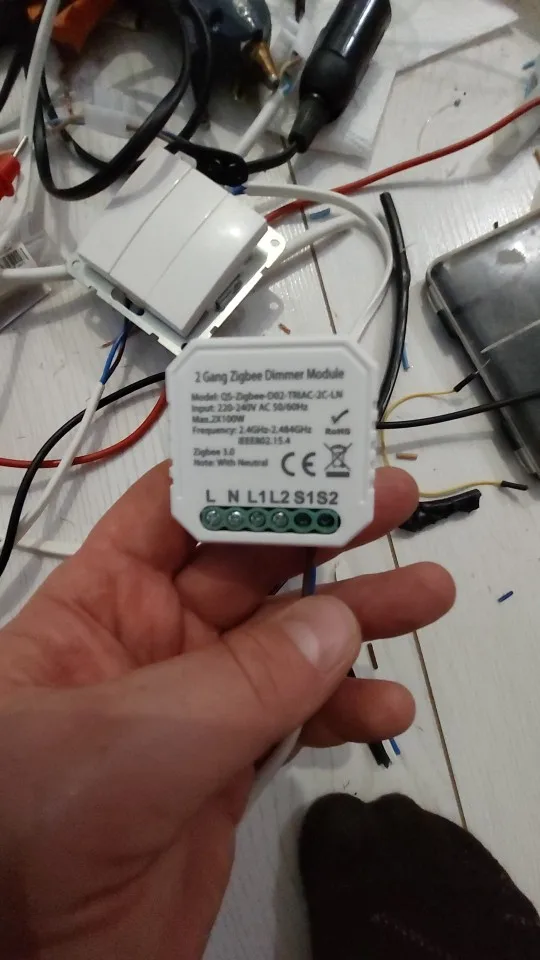 2 Gang Zigbee Dimmer Module
Model: QS-Zigbee-D02-TRIAC-2C-LN
Input: 220-240V AC 50/60Hz
Max.2X100W
Frequency: 2.4GHz-2.484GHz
IEEE802.15.4
RoHS
Zigbee 3.0
Note: With Neutral
CE
L N L1 L2 S1 S2